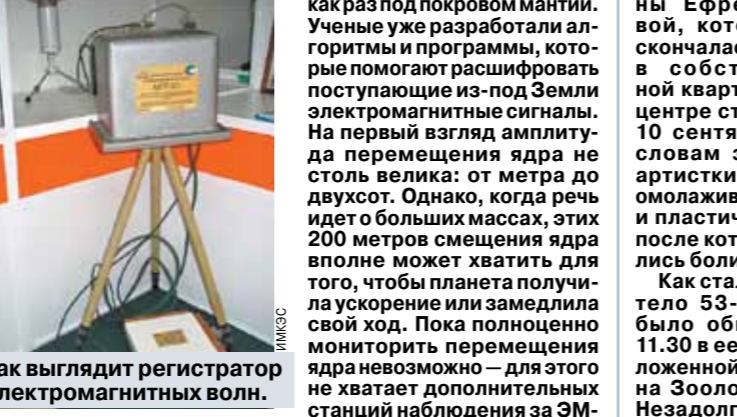 ИМКЭС
ак выглядит регистратор
лектромагнитных волн.
как раз под покровом мантии.
Ученые уже разработали ал-
горитмы и программы, кото-
рые помогают расшифровать
поступающие из-под Земли
электромагнитные сигналы.
На первый взгляд амплиту-
да перемещения ядра не
столь велика: от метра до
двухсот. Однако, когда речь
идет о больших массах, этих
200 метров смещения ядра
вполне может хватить для
того, чтобы планета получи-
ла ускорение или замедлила
свой ход. Пока полноценно
мониторить перемещения
ядра невозможно — для этого
не хватает дополнительных
станций наблюдения за ЭМ-
ны Ефре
вой, кот
скончалас
в собст
ной кварт
центре ст
10 сентя
словам э
артистки
омолажив
и пластич
после кот
лись боли
Как стал
тело 53-
было об
11.30 в ее
ложенной
на Зооло
Незадолг